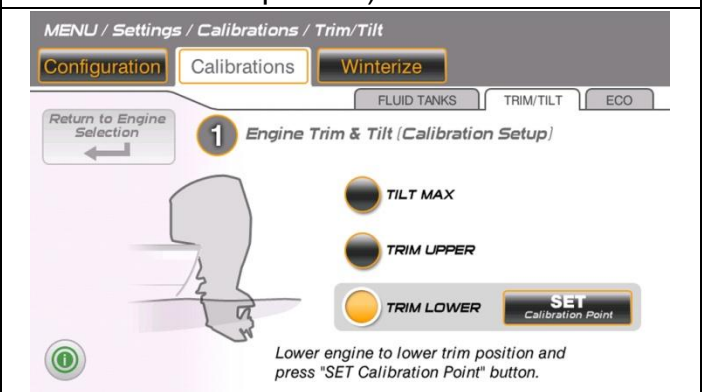 MENU / Settings / Calibrations / Trim/Tilt
Configuration Calibrations Winterize
FLUID TANKS TRIM/TILT ECO
Return to Engine
Selection
1 Engine Trim & Tilt (Calibration Setup)
TILT MAX
TRIM UPPER
TRIM LOWER SET
Calibration Point
Lower engine to lower trim position and
press "SET Calibration Point" button.